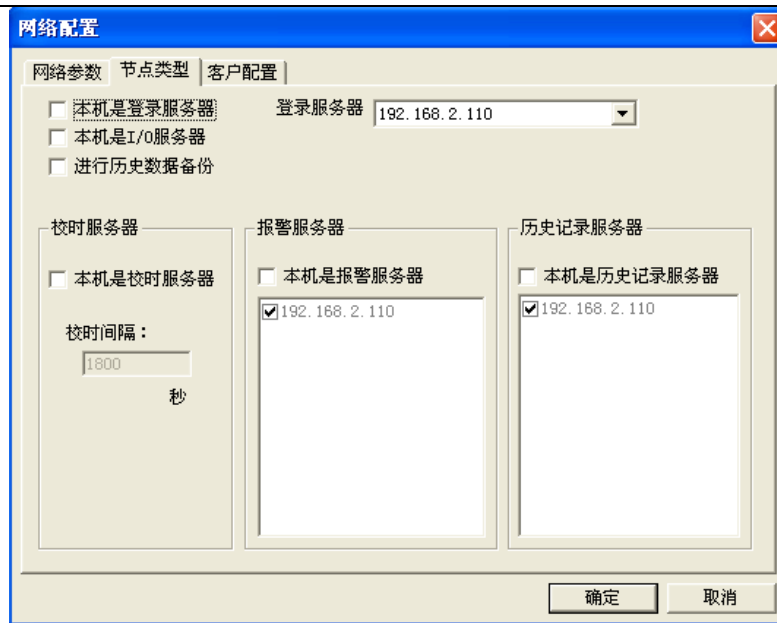 网络配置
网络参数 节点类型 客户配置
本机是登录服务器 登录服务器 192.168.2.110
本机是I/O服务器
进行历史数据备份
校时服务器 报警服务器 历史记录服务器
本机是校时服务器 本机是报警服务器 本机是历史记录服务器
192.168.2.110 192.168.2.110
校时间隔：
1800
秒
确定 取消